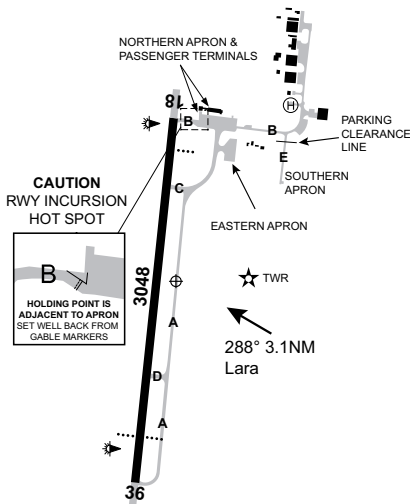 NORTHERN APRON &
PASSENGER TERMINALS
18
B
H
B
PARKING
CLEARANCE
LINE
E
SOUTHERN
APRON
CAUTION
RWY INCURSION
HOT SPOT
C
EASTERN APRON
B
HOLDING POINT IS
ADJACENT TO APRON
SET WELL BACK FROM
GABLE MARKERS
3048
TWR
A
288° 3.1NM
Lara
D
A
36